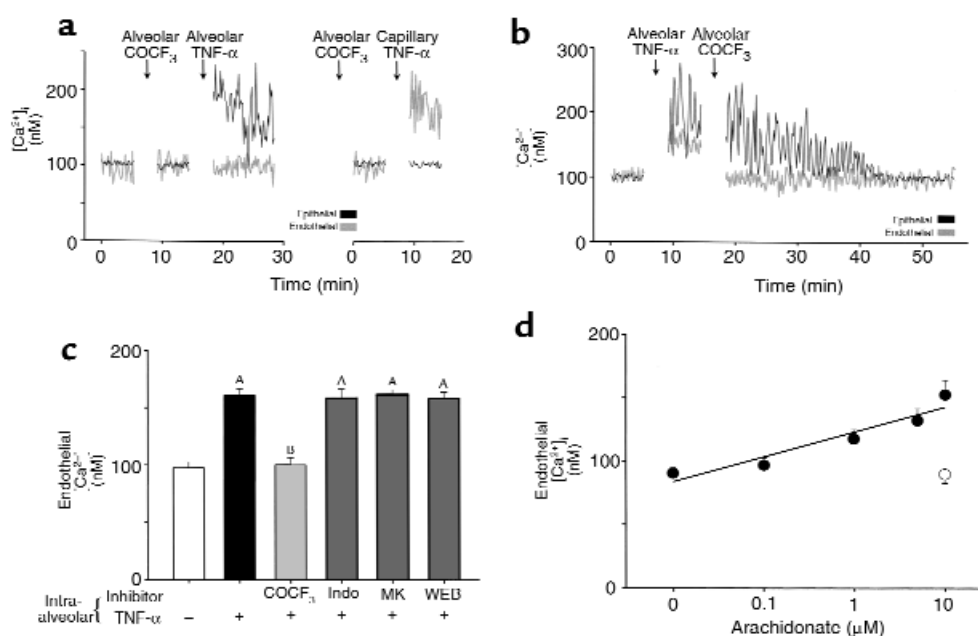 a
Alveolar Alveolar
COCF3 TNF-α
Alveolar Capillary
COCF3 TNF-α
[Ca2+]i
(nM)
200
100
0
Epithelial
Endothelial
0 10 20 30
0 10 20
Time (min)
b
Alveolar Alveolar
TNF-α COCF3
(nM)
300
200
100
0
Epithelial
Endothelial
0 10 20 30 40 50
Time (min)
c
Endothelial
(nM)
200
100
0
A
B
A
A
A
Intra-
alveolar
Inhibitor COCF3 Indo MK WEB
TNF-α – + + + + +
d
Endothelial
[Ca2+]i
(nM)
200
100
0
0 0.1 1 10
Arachidonate (μM)